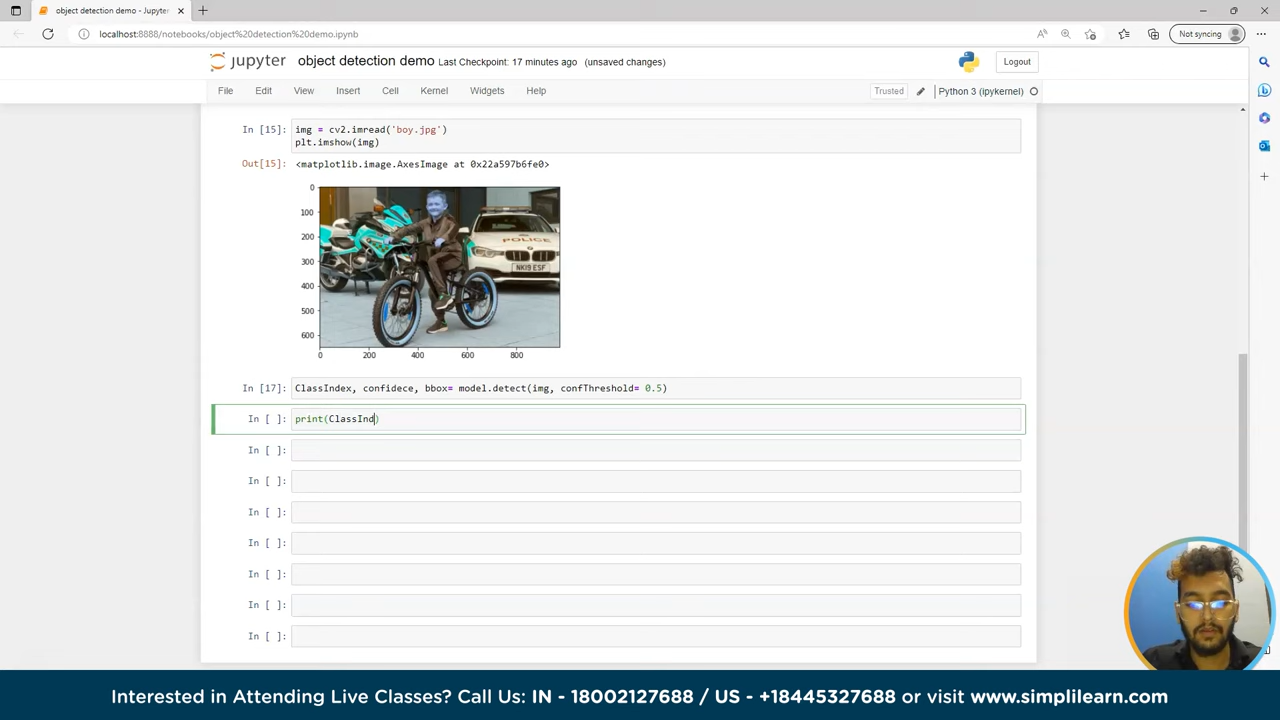 object detection demo - Jupyter
localhost:8888/notebooks/object%20detection%20demo.ipynb
Not syncing
jupyter object detection demo Last Checkpoint: 17 minutes ago (unsaved changes)
Logout
File Edit View Insert Cell Kernel Widgets Help
Trusted Python 3 (ipykernel)
In [15]: img = cv2.imread('boy.jpg')
plt.imshow(img)
Out[15]: <matplotlib.image.AxesImage at 0x22a597b6fe0>
0
100
200
300
400
500
600
0 200 400 600 800
POLICE
NK19 ESF
In [17]: ClassIndex, confidece, bbox= model.detect(img, confThreshold= 0.5)
In [ ]: print(ClassInd)
In [ ]:
In [ ]:
In [ ]:
In [ ]:
In [ ]:
In [ ]:
In [ ]:
Interested in Attending Live Classes? Call Us: IN - 18002127688 / US - +18445327688 or visit www.simplilearn.com